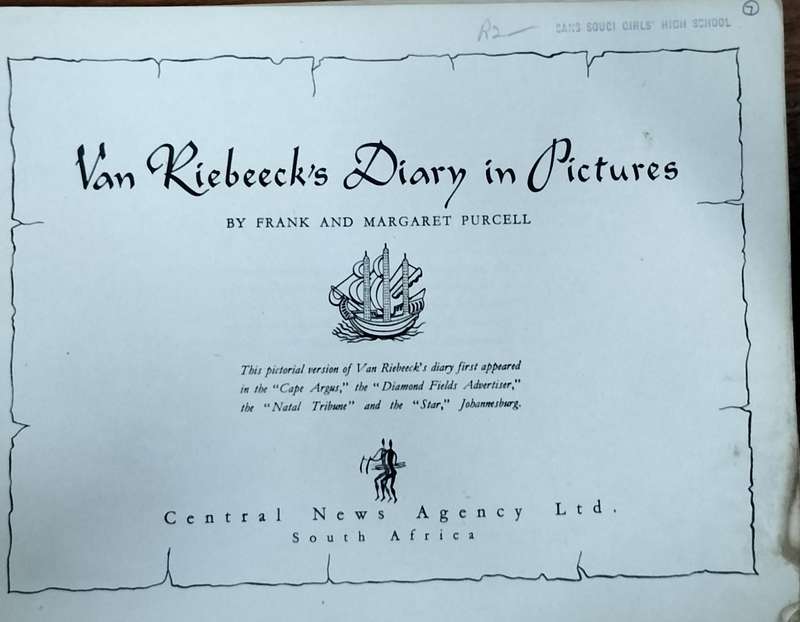 7
R2 SANS SOUCI GIRLS' HIGH SCHOOL
Van Riebeeck's Diary in Pictures
BY FRANK AND MARGARET PURCELL
This pictorial version of Van Riebeeck's diary first appeared
in the "Cape Argus," the "Diamond Fields Advertiser,"
the "Natal Tribune" and the "Star," Johannesburg.
Central News Agency Ltd.
South Africa